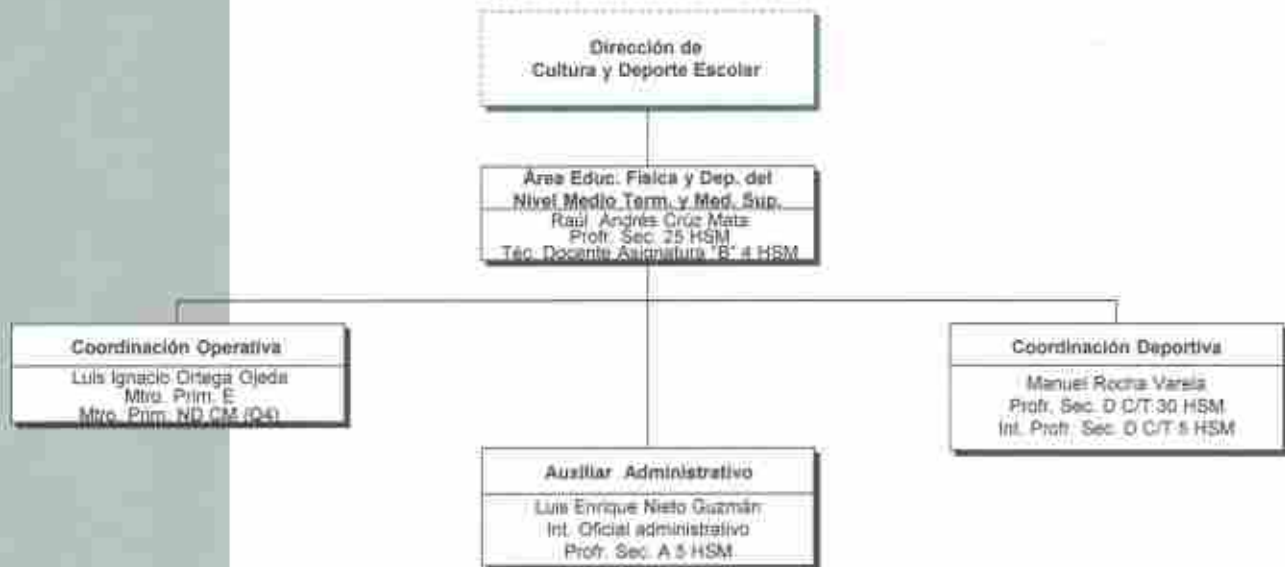 Dirección de
Cultura y Deporte Escolar
Área Educ. Física y Dep. del
Nivel Medio Term. y Med. Sup.
Raúl Andrés Crúz Mata
Profr. Sec. 25 HSM
Téc. Docente Asignatura "B" 4 HSM
Coordinación Operativa
Luis Ignacio Ortega Ojeda
Mtro. Prim. E
Mtro. Prim. ND CM (Q4)
Coordinación Deportiva
Manuel Rocha Varela
Profr. Sec. D C/T 30 HSM
Int. Profr. Sec. D C/T 5 HSM
Auxiliar Administrativo
Luis Enrique Nieto Guzmán
Int. Oficial administrativo
Profr. Sec. A 5 HSM